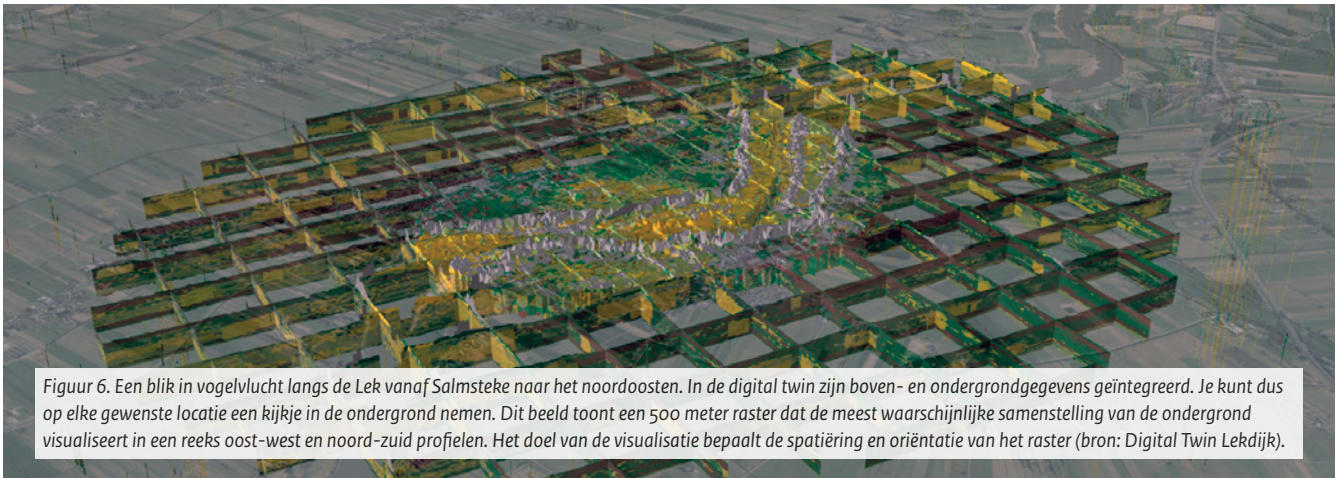 Figuur 6. Een blik in vogelvlucht langs de Lek vanaf Salmsteke naar het noordoosten. In de digital twin zijn boven- en ondergrondgegevens geïntegreerd. Je kunt dus
op elke gewenste locatie een kijkje in de ondergrond nemen. Dit beeld toont een 500 meter raster dat de meest waarschijnlijke samenstelling van de ondergrond
visualiseert in een reeks oost-west en noord-zuid profielen. Het doel van de visualisatie bepaalt de spatiëring en oriëntatie van het raster (bron: Digital Twin Lekdijk).